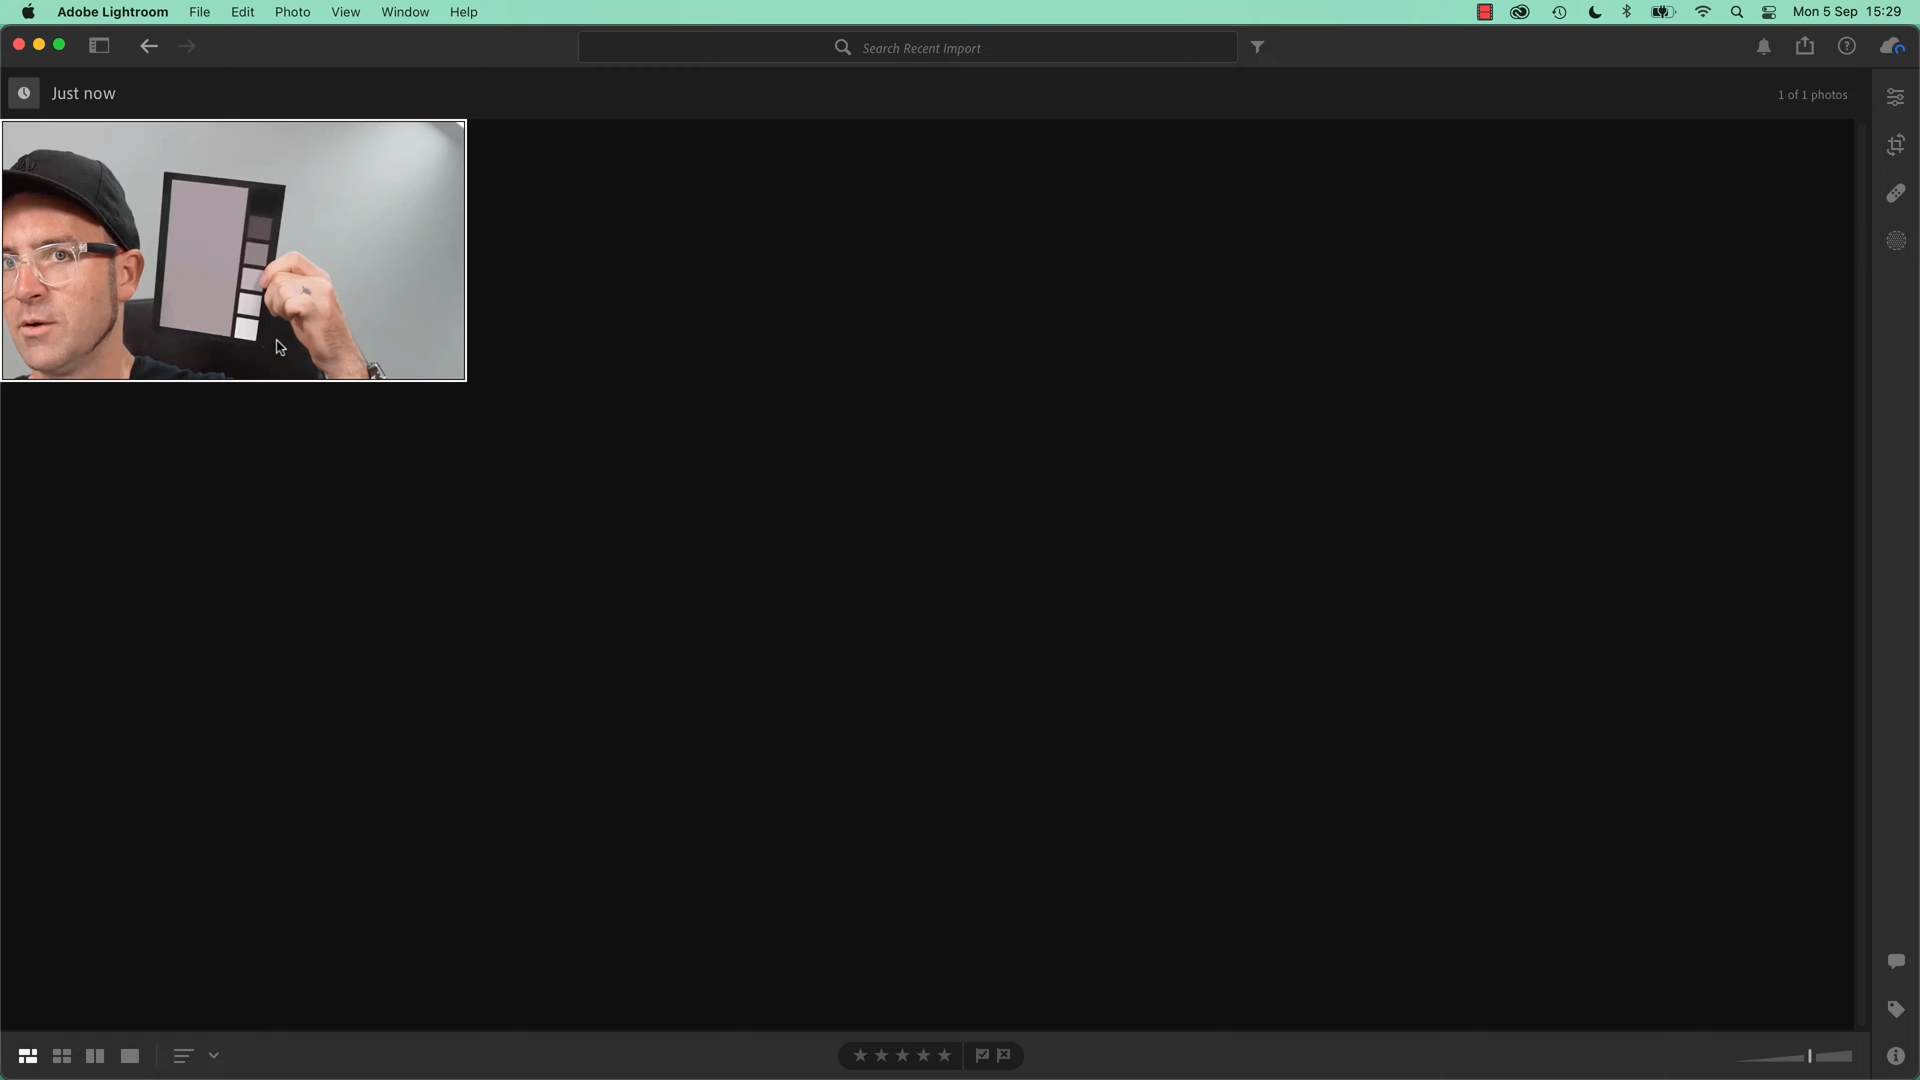 Adobe Lightroom File Edit Photo View Window Help Mon 5 Sep 15:29
Search Recent Import
Just now 1 of 1 photos